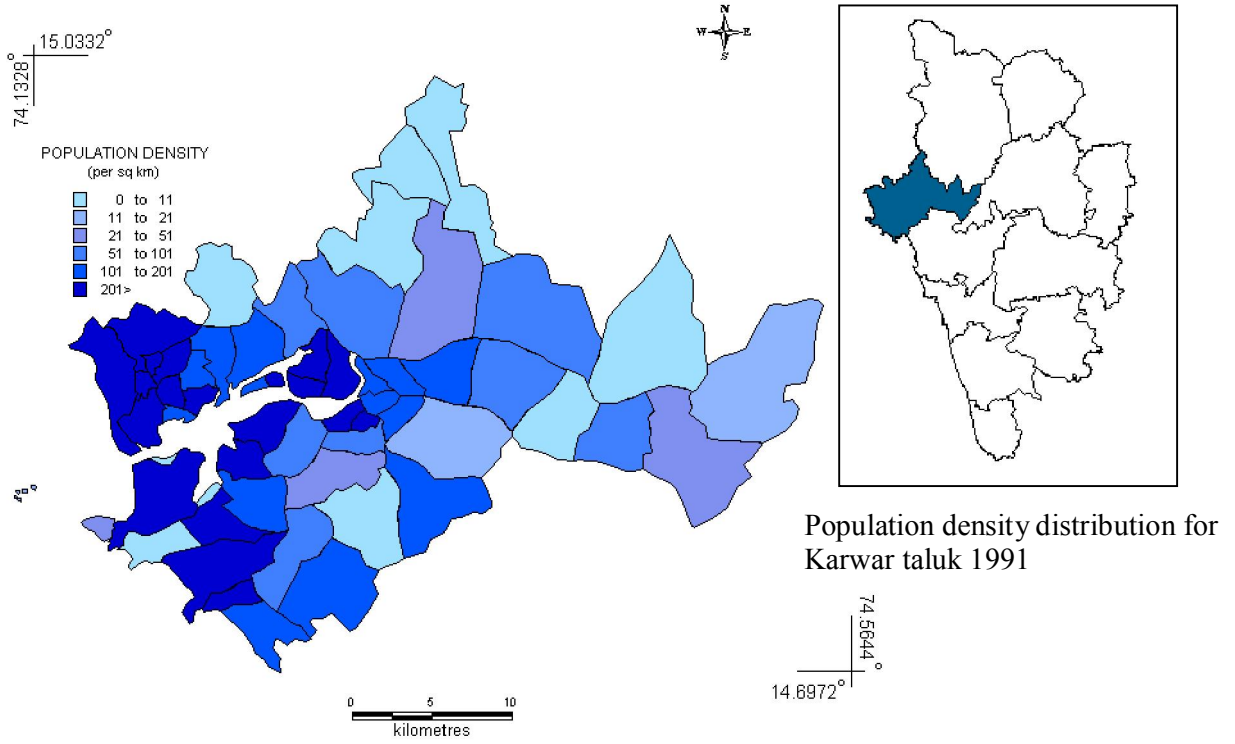 N
W E
S
15.0332°
74.1328°
POPULATION DENSITY
(per sq km)
0 to 11
11 to 21
21 to 51
51 to 101
101 to 201
201>
Population density distribution for
Karwar taluk 1991
74.5644°
14.6972°
0 5 10
kilometres